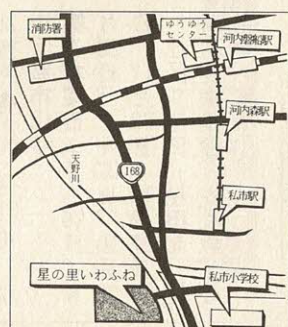 消防署
ゆうゆう
センター
河内磐船駅
河内森駅
天野川
168
私市駅
星の里いわふね
私市小学校